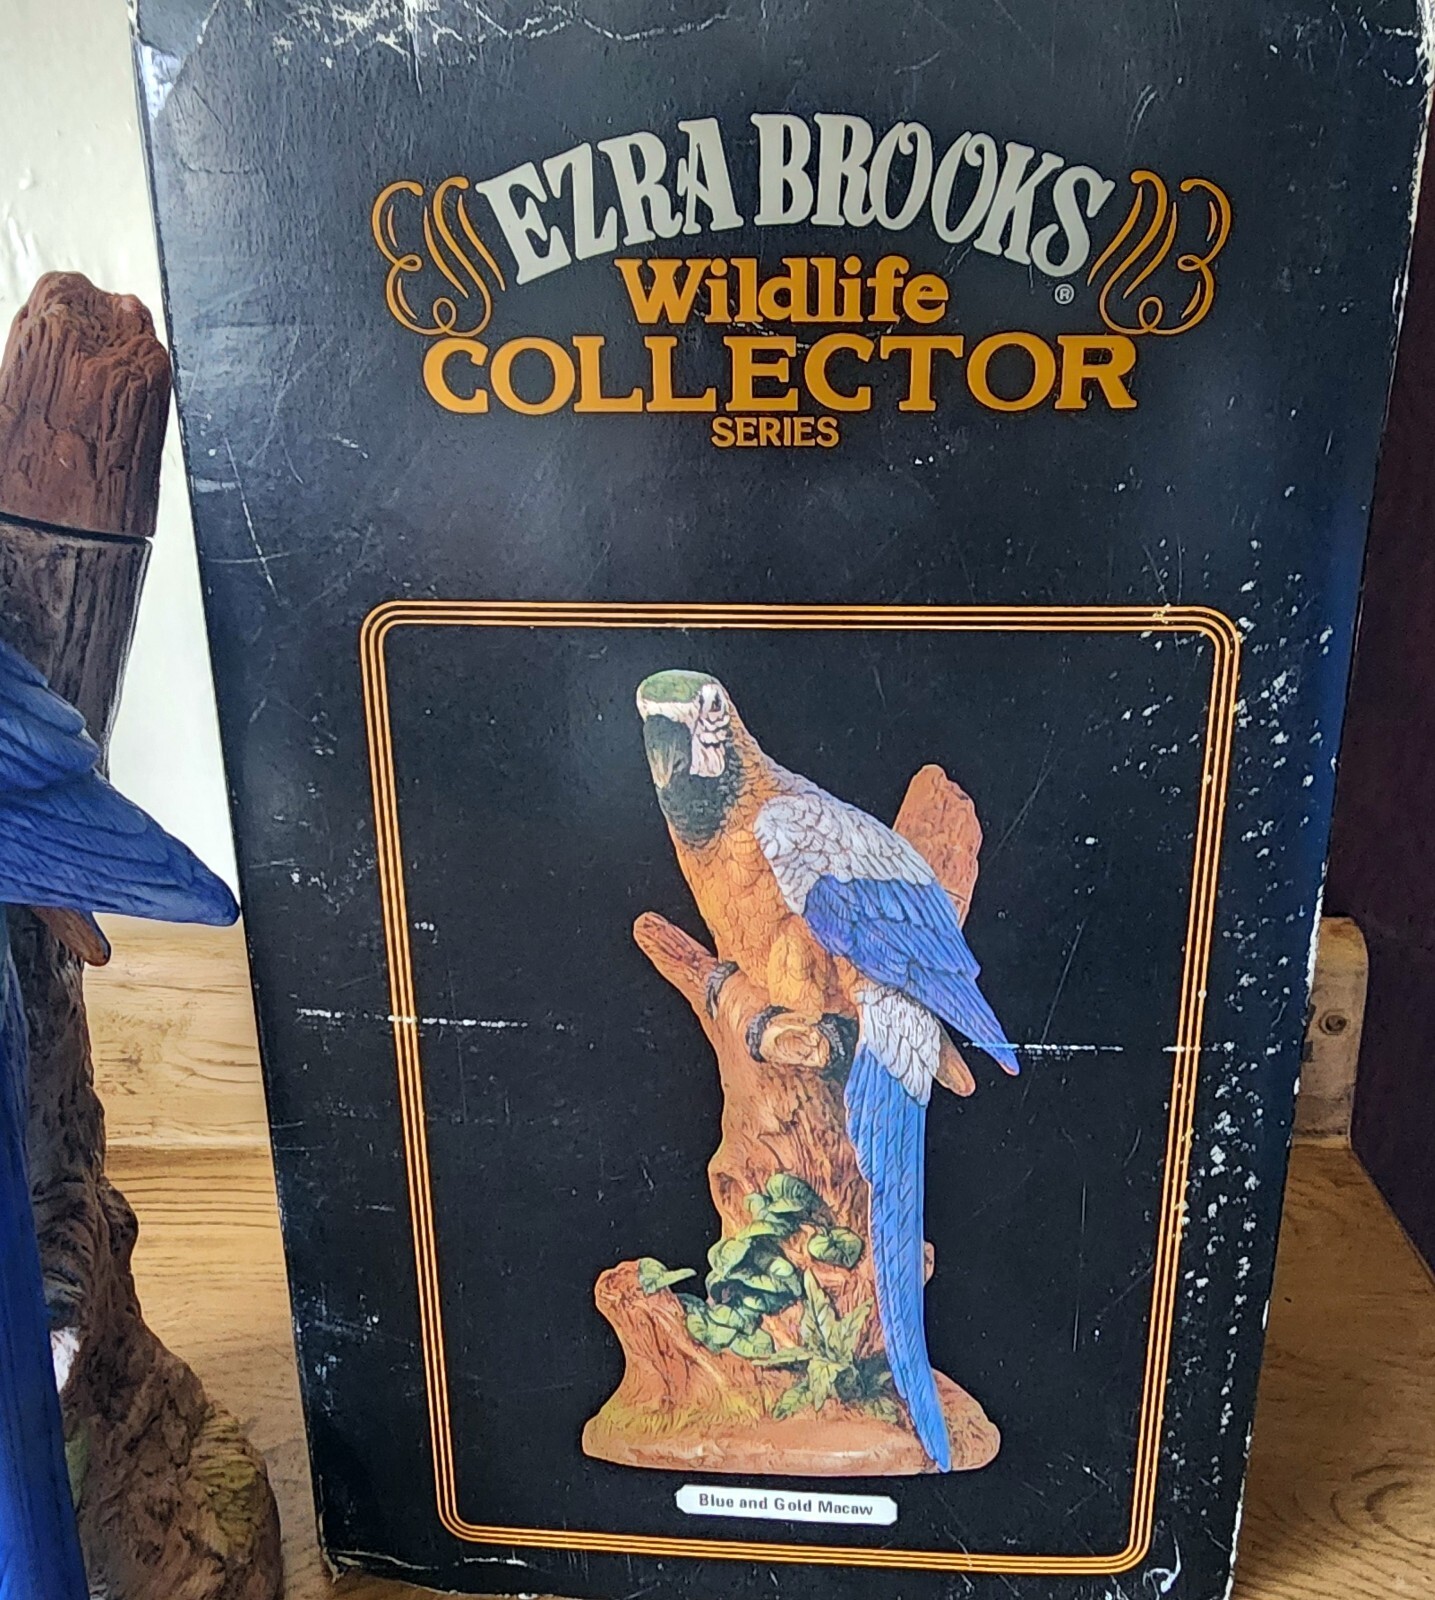 EZRA BROOKS
Wildlife ®
COLLECTOR
SERIES
Blue and Gold Macaw